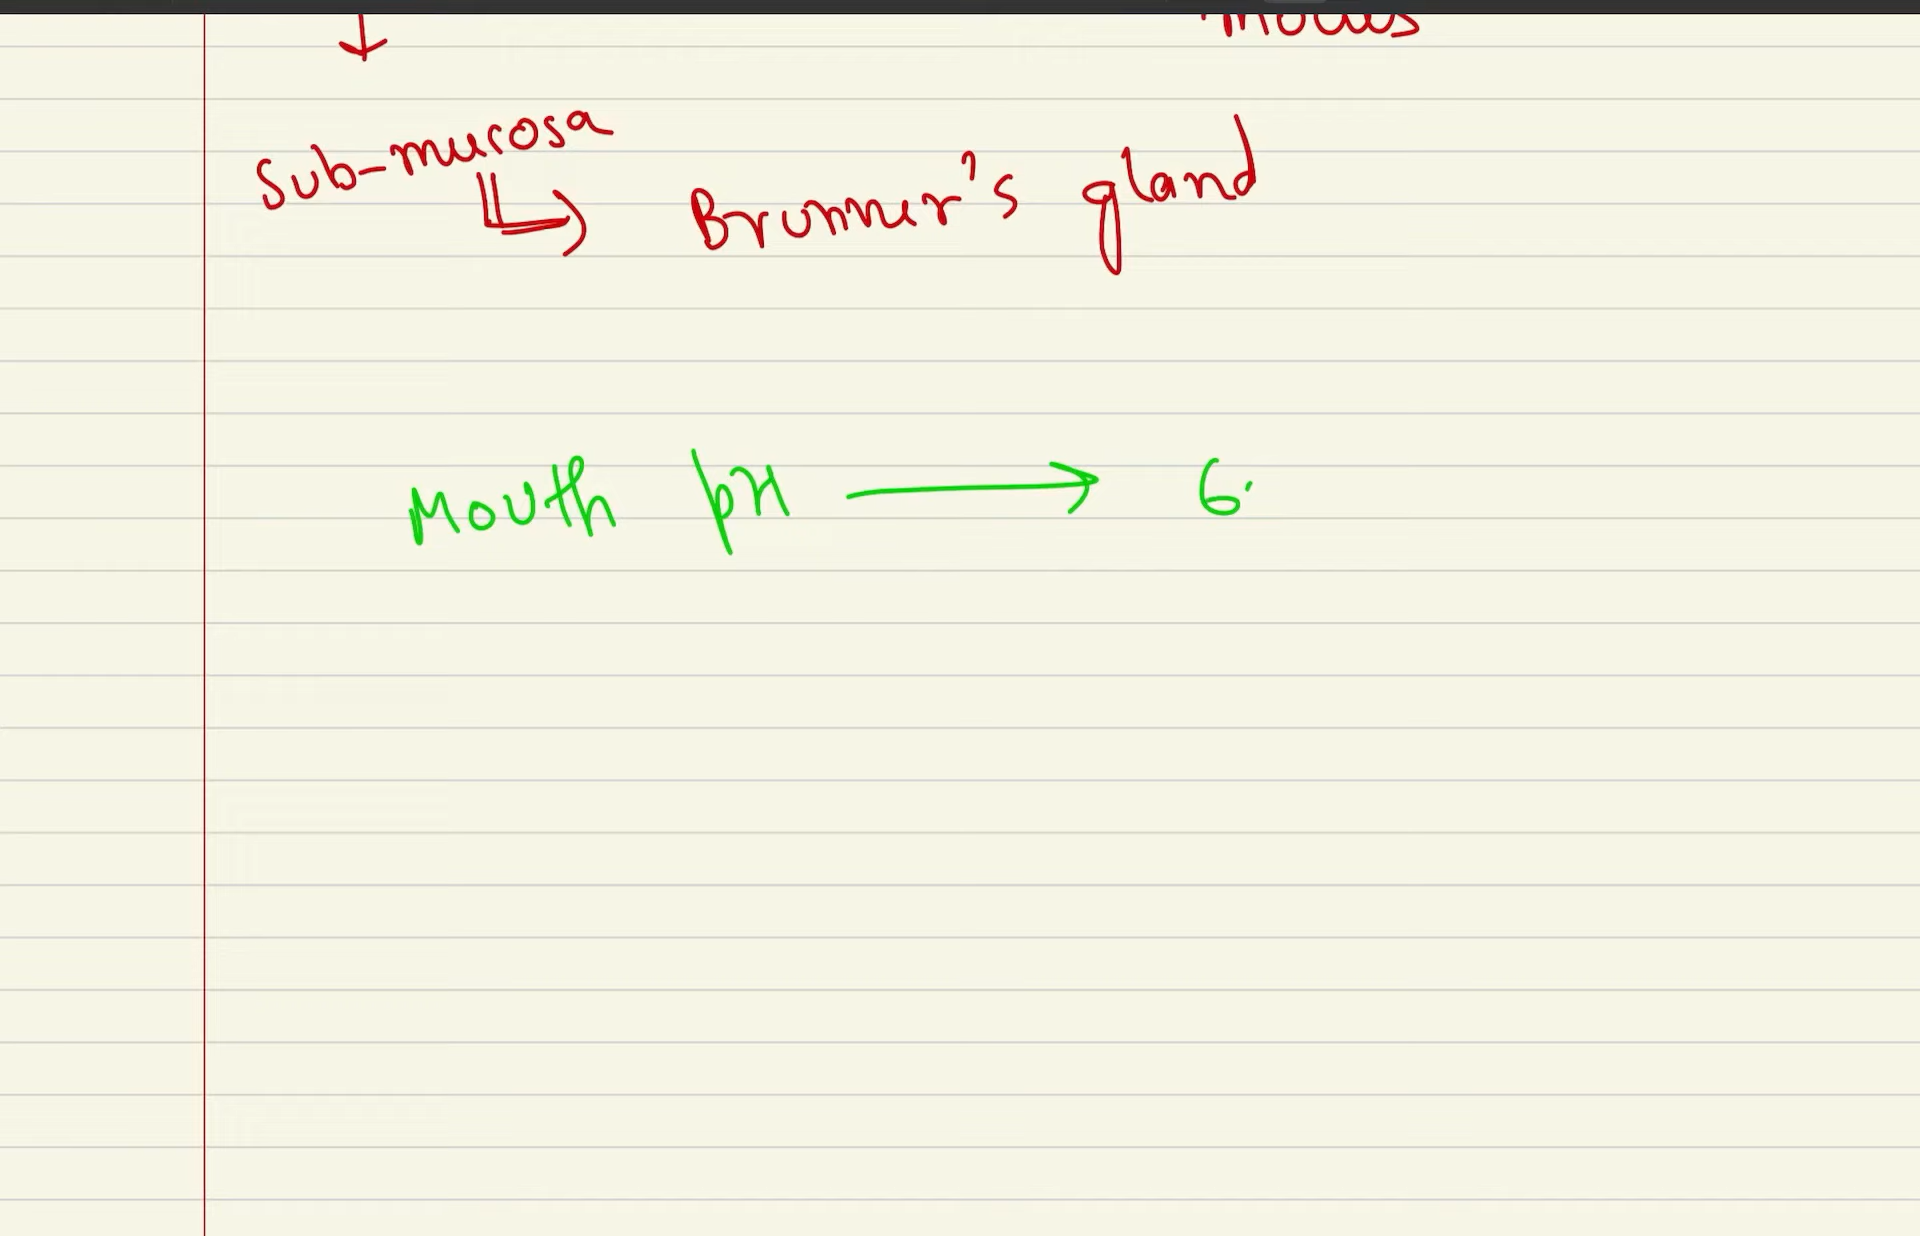 Sub-mucosa
Brunner's gland
Mouth pH → 6.